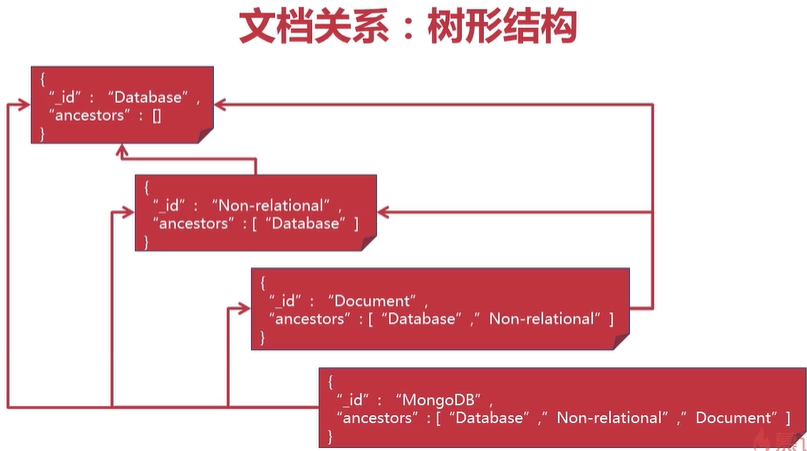 文档关系：树形结构
{
“_id”: “Database”,
“ancestors”: []
}
{
“_id”: “Non-relational”,
“ancestors”: [ “Database” ]
}
{
“_id”: “Document”,
“ancestors”: [ “Database” ,” Non-relational” ]
}
{
“_id”: “MongoDB”,
“ancestors”: [ “Database” ,” Non-relational” ,” Document” ]
}